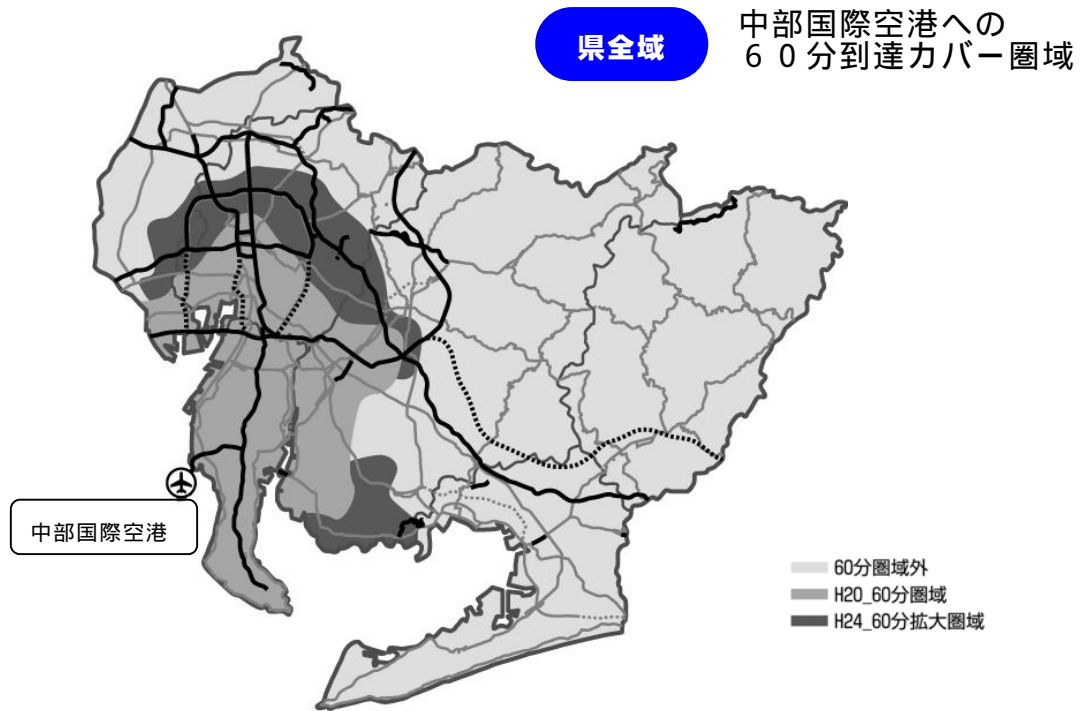 県全域
中部国際空港への
６０分到達カバー圏域
中部国際空港
60分圏域外
H20_60分圏域
H24_60分拡大圏域